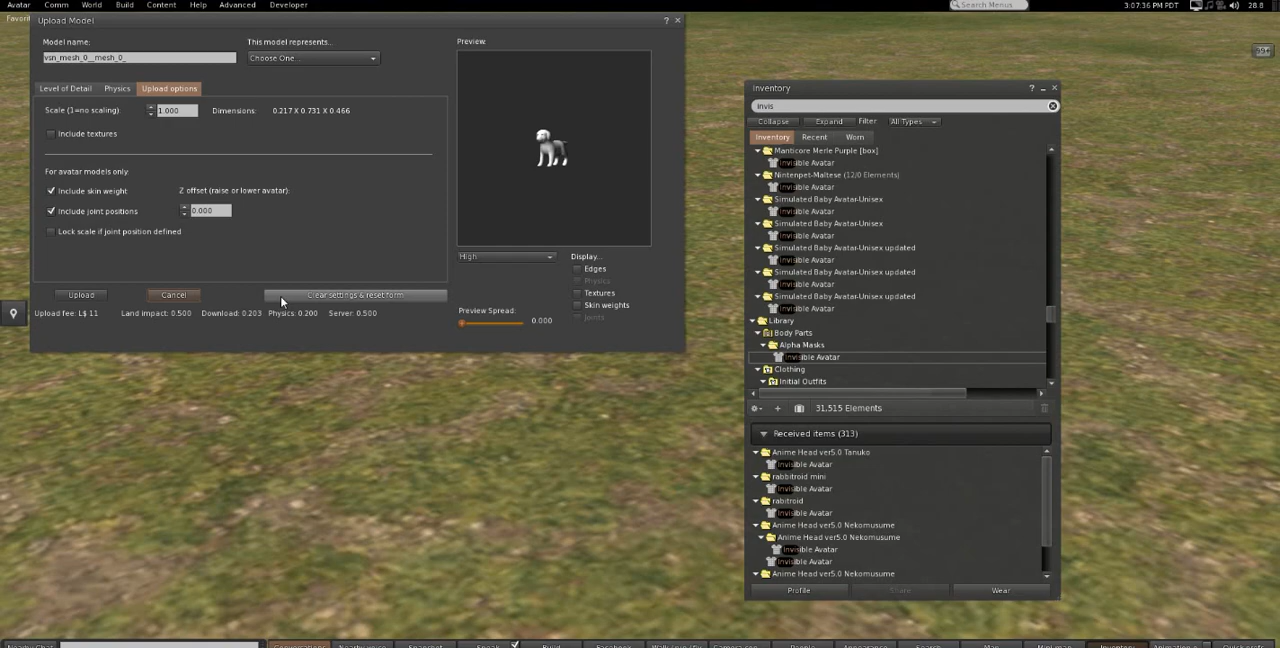 Avatar Comm World Build Content Help Advanced Developer
Search Menus
3:07:36 PM PDT
28.8
Upload Model
?
99+
Model name:
This model represents...
Preview:
vsn_mesh_0__mesh_0_
Choose One...
Level of Detail Physics Upload options
Scale (1=no scaling):
1.000
Dimensions:
0.217 X 0.731 X 0.466
Include textures
For avatar models only:
Include skin weight
Z offset (raise or lower avatar):
Include joint positions
0.000
Lock scale if joint position defined
High
Display...
Edges
Physics
Textures
Skin weights
Joints
Upload Cancel Clear settings & reset form
Upload fee: L$ 11 Land impact: 0.500 Download: 0.203 Physics: 0.200 Server: 0.500
Preview Spread:
0.000
Inventory
?
invis
Collapse Expand Filter All Types
Inventory Recent Worn
Manticore Merle Purple [box]
Invisible Avatar
Nintenpet-Maltese (12/0 Elements)
Invisible Avatar
Simulated Baby Avatar-Unisex
Invisible Avatar
Simulated Baby Avatar-Unisex
Invisible Avatar
Simulated Baby Avatar-Unisex updated
Invisible Avatar
Simulated Baby Avatar-Unisex updated
Invisible Avatar
Simulated Baby Avatar-Unisex updated
Invisible Avatar
Library
Body Parts
Alpha Masks
Invisible Avatar
Clothing
Initial Outfits
31,515 Elements
Received items (313)
Anime Head ver5.0 Tanuko
Invisible Avatar
rabbitroid mini
Invisible Avatar
rabitroid
Invisible Avatar
Anime Head ver5.0 Nekomusume
Anime Head ver5.0 Nekomusume
Invisible Avatar
Invisible Avatar
Anime Head ver5.0 Nekomusume
Profile Share Wear